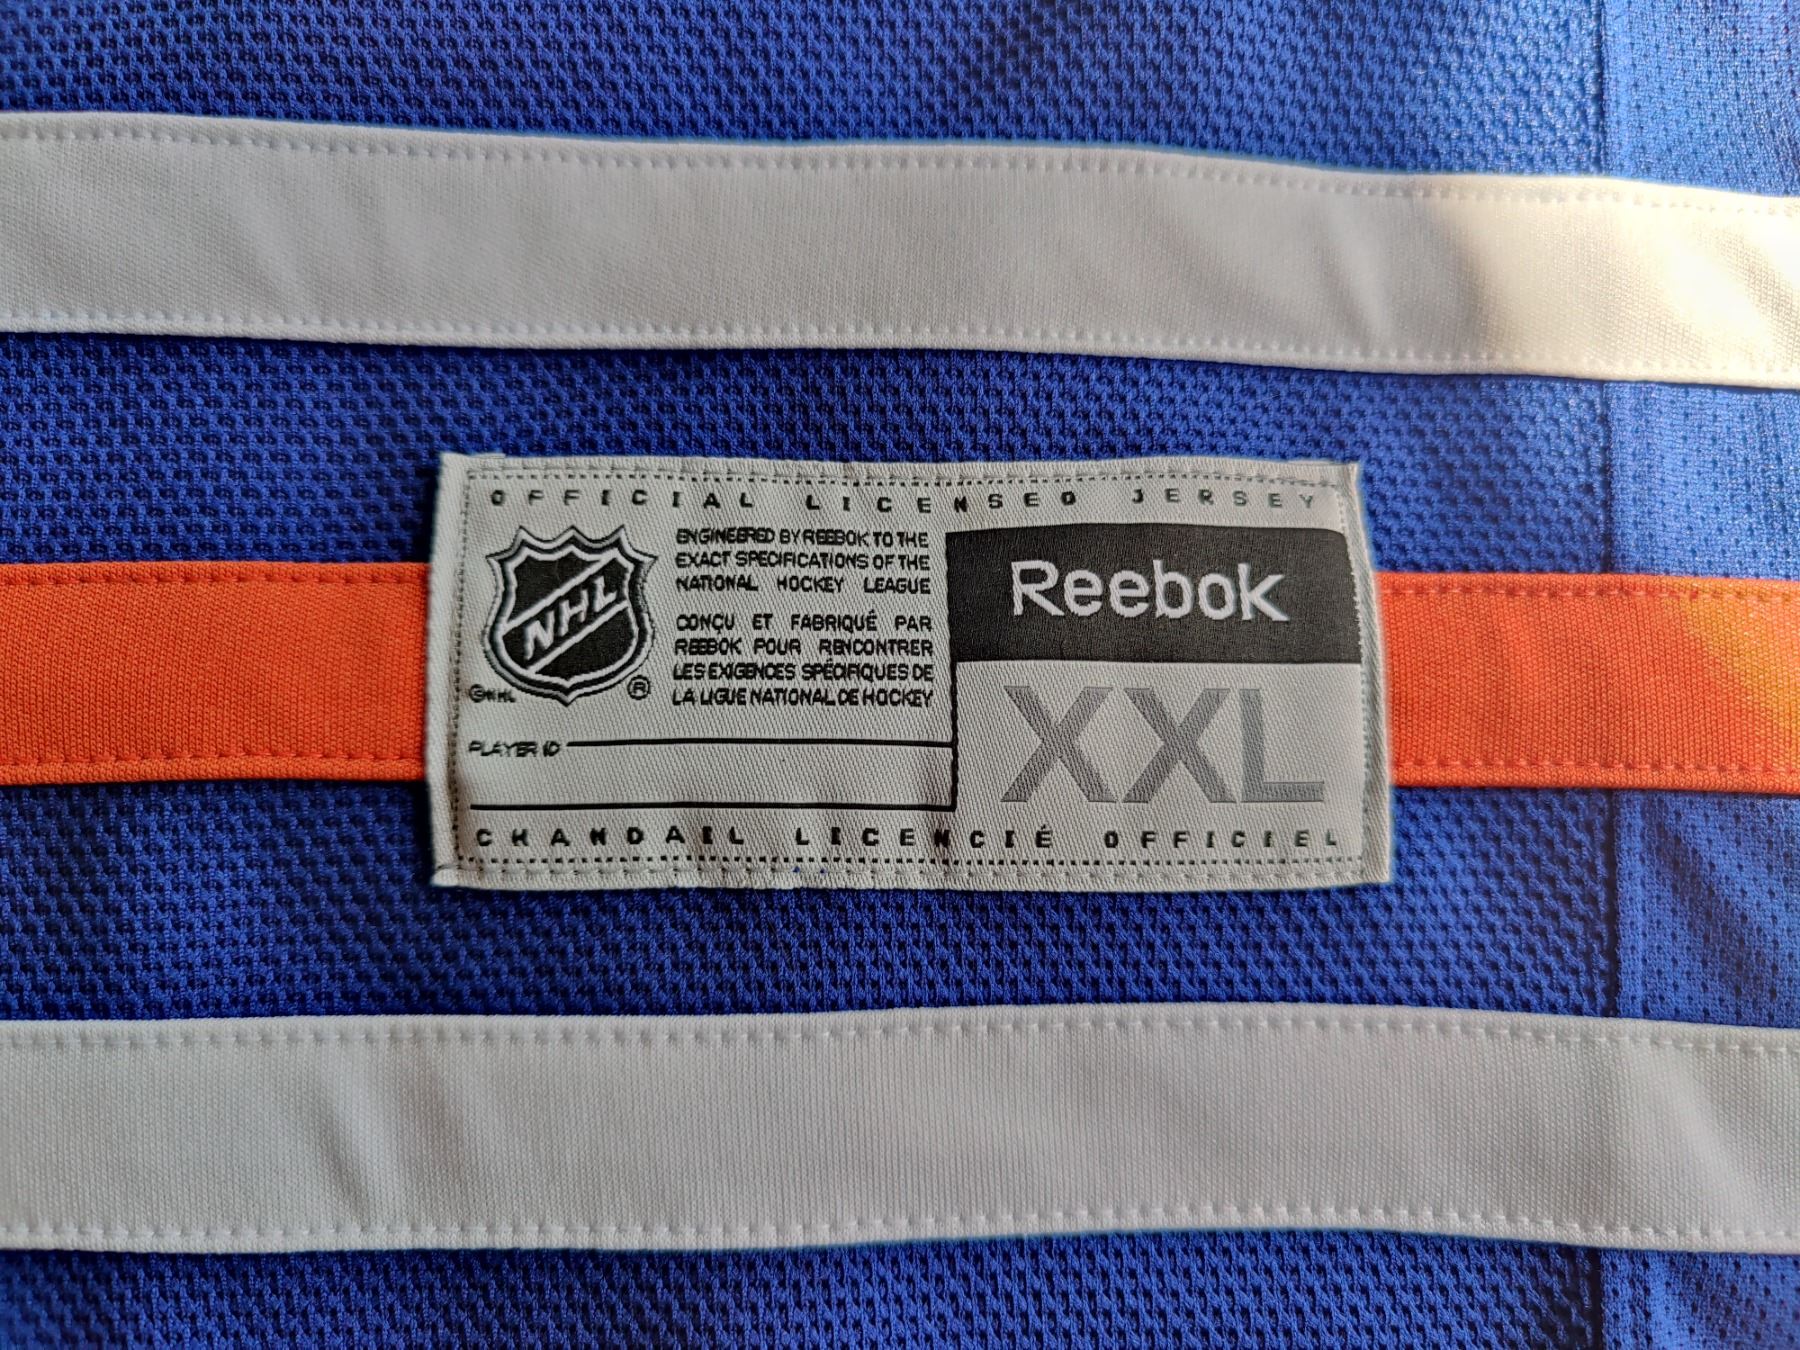 OFFICIAL LICENSED JERSEY
NHL
ENGINEERED BY REEBOK TO THE
EXACT SPECIFICATIONS OF THE
NATIONAL HOCKEY LEAGUE
CONÇU ET FABRIQUÉ PAR
REEBOK POUR RENCONTRER
LES EXIGENCES SPÉCIFIQUES DE
LA LIGUE NATIONAL DE HOCKEY
© NHL
®
Reebok
XXL
PLAYER ID
CHANDAIL LICENCIÉ OFFICIEL